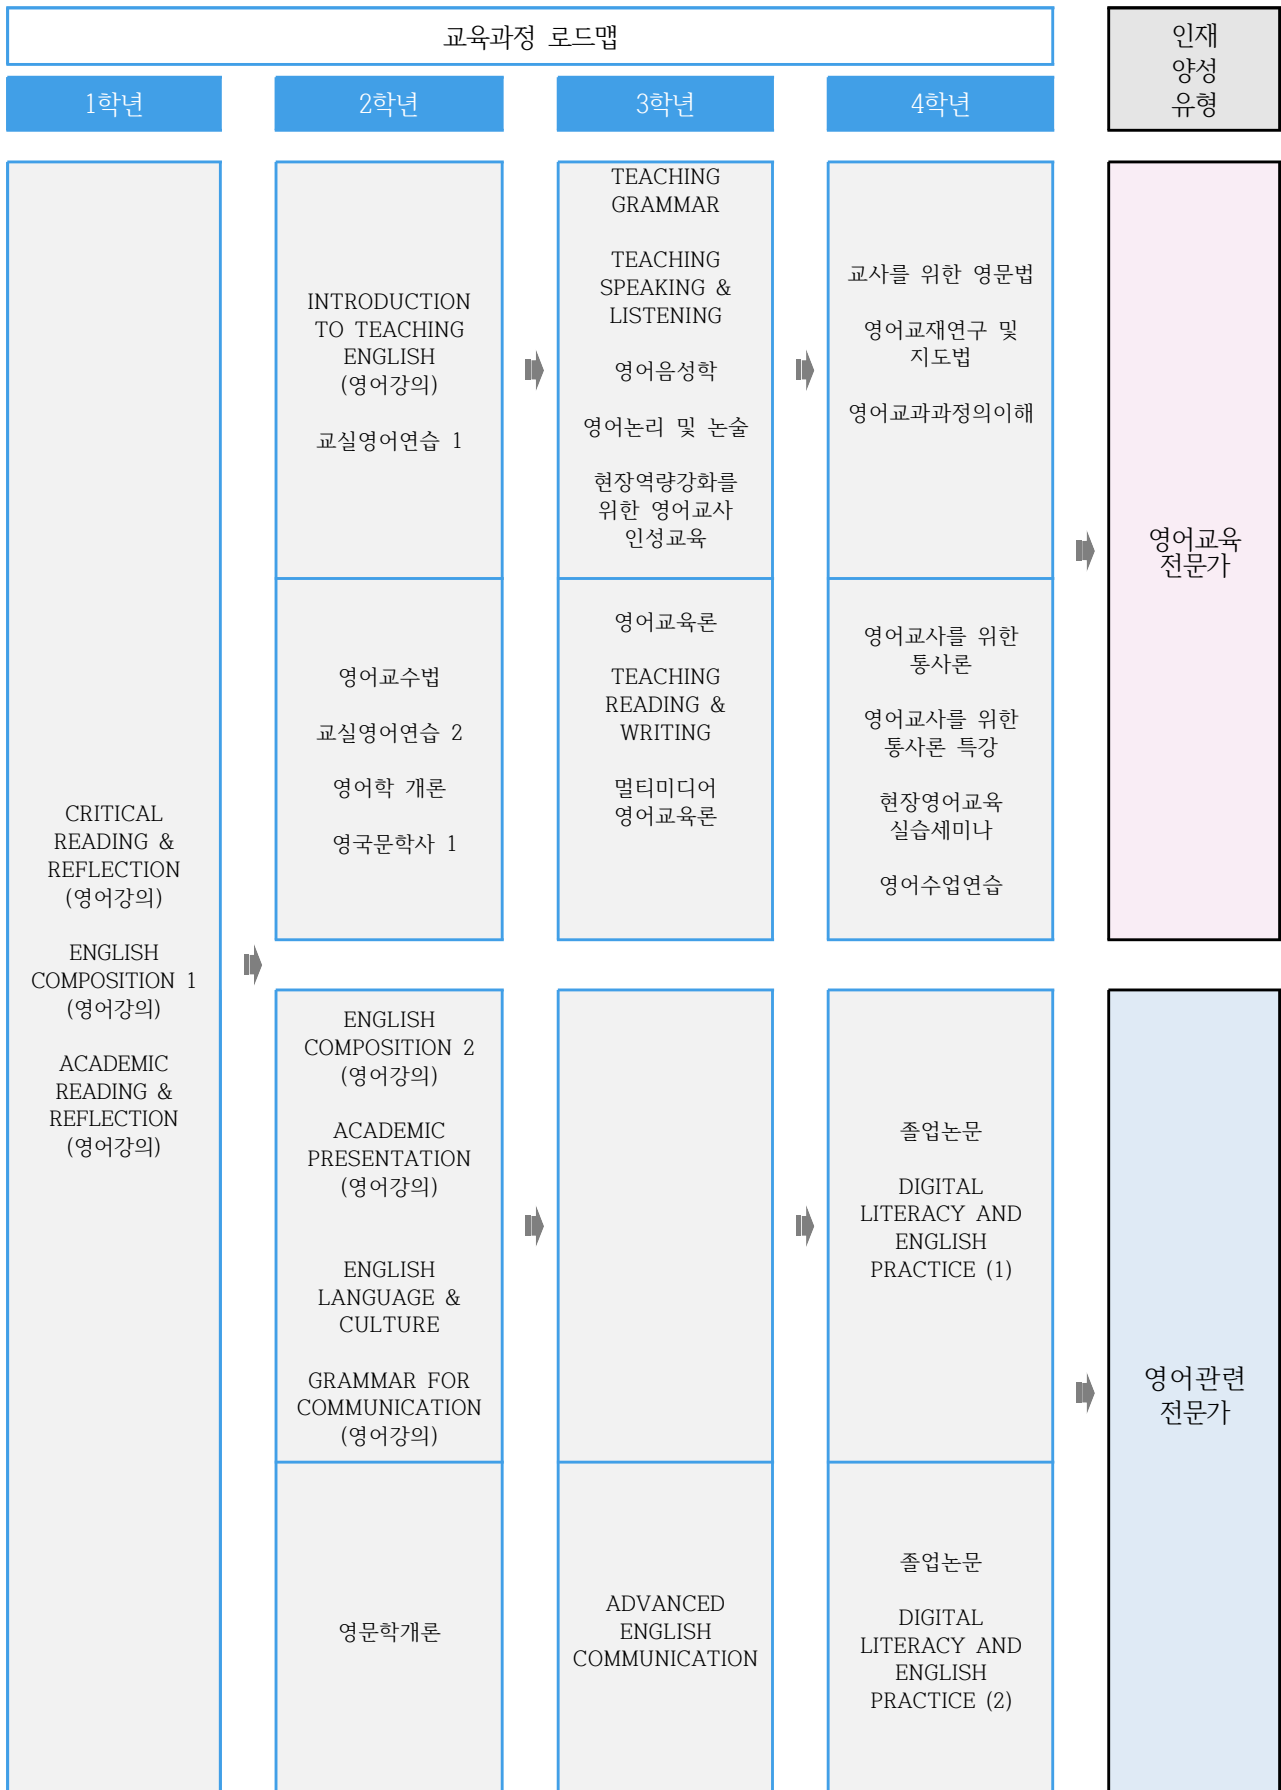 교육과정 로드맵
인재
양성
유형
1학년
2학년
3학년
4학년
CRITICAL
READING &
REFLECTION
(영어강의)
ENGLISH
COMPOSITION 1
(영어강의)
ACADEMIC
READING &
REFLECTION
(영어강의)
INTRODUCTION
TO TEACHING
ENGLISH
(영어강의)
교실영어연습 1
TEACHING
GRAMMAR
TEACHING
SPEAKING &
LISTENING
영어음성학
영어논리 및 논술
현장역량강화를
위한 영어교사
인성교육
교사를 위한 영문법
영어교재연구 및
지도법
영어교과과정의이해
영어교육
전문가
영어교수법
교실영어연습 2
영어학 개론
영국문학사 1
영어교육론
TEACHING
READING &
WRITING
멀티미디어
영어교육론
영어교사를 위한
통사론
영어교사를 위한
통사론 특강
현장영어교육
실습세미나
영어수업연습
ENGLISH
COMPOSITION 2
(영어강의)
ACADEMIC
PRESENTATION
(영어강의)
ENGLISH
LANGUAGE &
CULTURE
GRAMMAR FOR
COMMUNICATION
(영어강의)
졸업논문
DIGITAL
LITERACY AND
ENGLISH
PRACTICE (1)
영어관련
전문가
영문학개론
ADVANCED
ENGLISH
COMMUNICATION
졸업논문
DIGITAL
LITERACY AND
ENGLISH
PRACTICE (2)